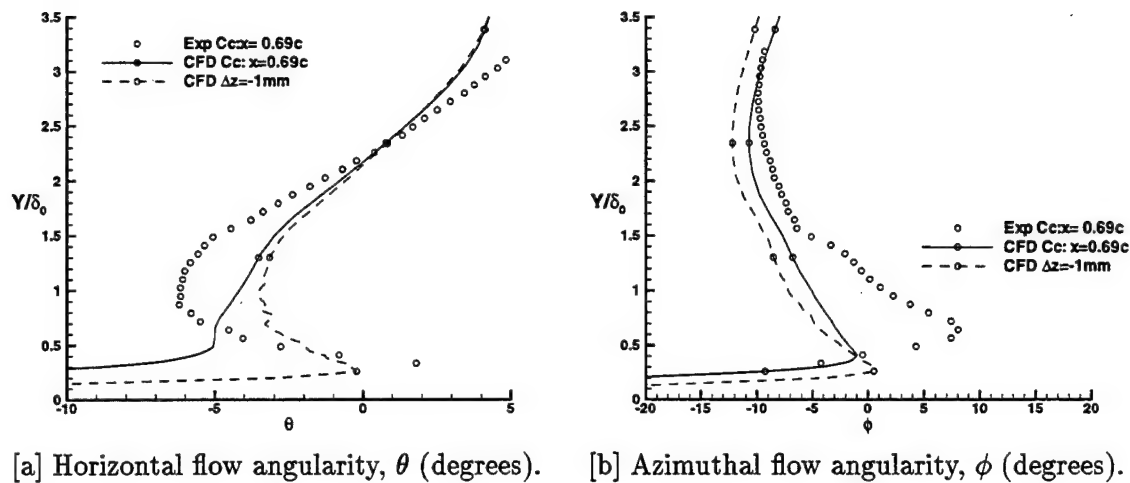 3.5
3
2.5
2
Y/δ₀
1.5
1
0.5
0
-10
-5
0
5
θ
Exp Cc:x= 0.69c
CFD Cc: x=0.69c
CFD Δz=-1mm
3.5
3
2.5
2
Y/δ₀
1.5
1
0.5
0
-20
-15
-10
-5
0
5
10
15
20
ϕ
Exp Cc:x= 0.69c
CFD Cc: x=0.69c
CFD Δz=-1mm
[a] Horizontal flow angularity, θ (degrees).
[b] Azimuthal flow angularity, ϕ (degrees).